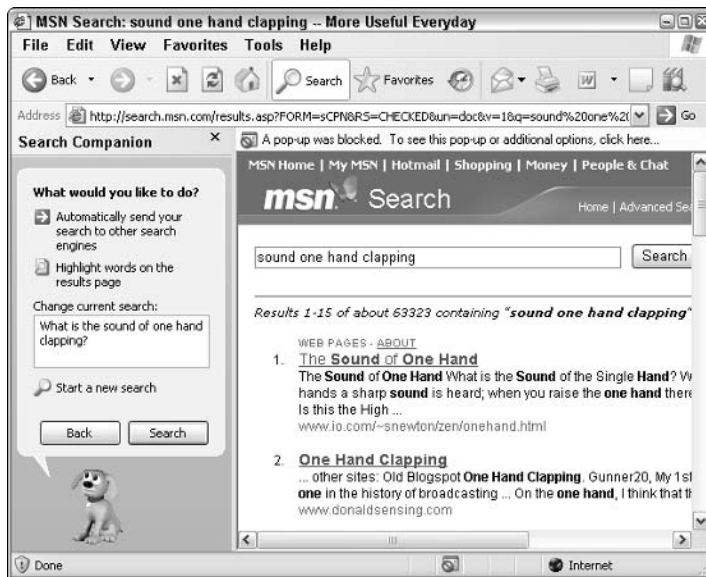 MSN Search: sound one hand clapping -- More Useful Everyday
File Edit View Favorites Tools Help
Back Search Favorites
Address http://search.msn.com/results.asp?FORM=sCPN&RS=CHECKED&un=doc&v=1&q=sound%20one%20 Go
Search Companion ×
A pop-up was blocked. To see this pop-up or additional options, click here...
What would you like to do?
Automatically send your
search to other search
engines
Highlight words on the
results page
Change current search:
What is the sound of one hand
clapping?
Start a new search
Back Search
MSN Home | My MSN | Hotmail | Shopping | Money | People & Chat
msn Search
Home | Advanced Sea
sound one hand clapping Search
Results 1-15 of about 63323 containing "sound one hand clapping"
WEB PAGES - ABOUT
1. The Sound of One Hand
The Sound of One Hand What is the Sound of the Single Hand? W
hands a sharp sound is heard; when you raise the one hand there
Is this the High ...
www.io.com/~snewton/zen/onehand.html
2. One Hand Clapping
... other sites: Old Blogspot One Hand Clapping. Gunner20, My 1st
one in the history of broadcasting ... On the one hand, I think that
www.donaldsensing.com
Done Internet